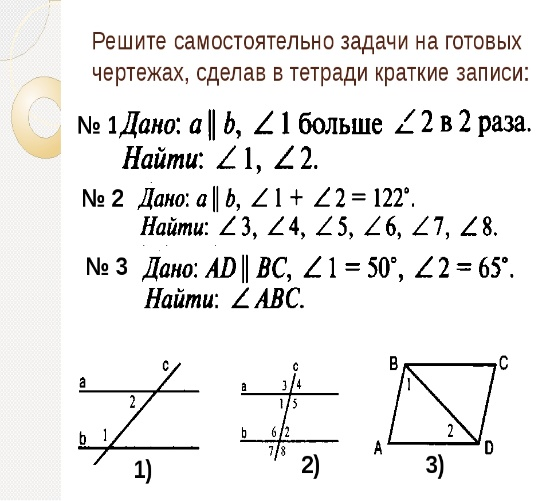 Решите самостоятельно задачи на готовых
чертежах, сделав в тетради краткие записи:
№ 1 Дано: a ∥ b, ∠1 больше ∠2 в 2 раза.
Найти: ∠1, ∠2.
№ 2 Дано: a ∥ b, ∠1 + ∠2 = 122°.
Найти: ∠3, ∠4, ∠5, ∠6, ∠7, ∠8.
№ 3 Дано: AD ∥ BC, ∠1 = 50°, ∠2 = 65°.
Найти: ∠ABC.
c
a
2
b 1
1)
c
a 3 4
1 5
b 6 2
7 8
2)
B C
1
2
A D
3)